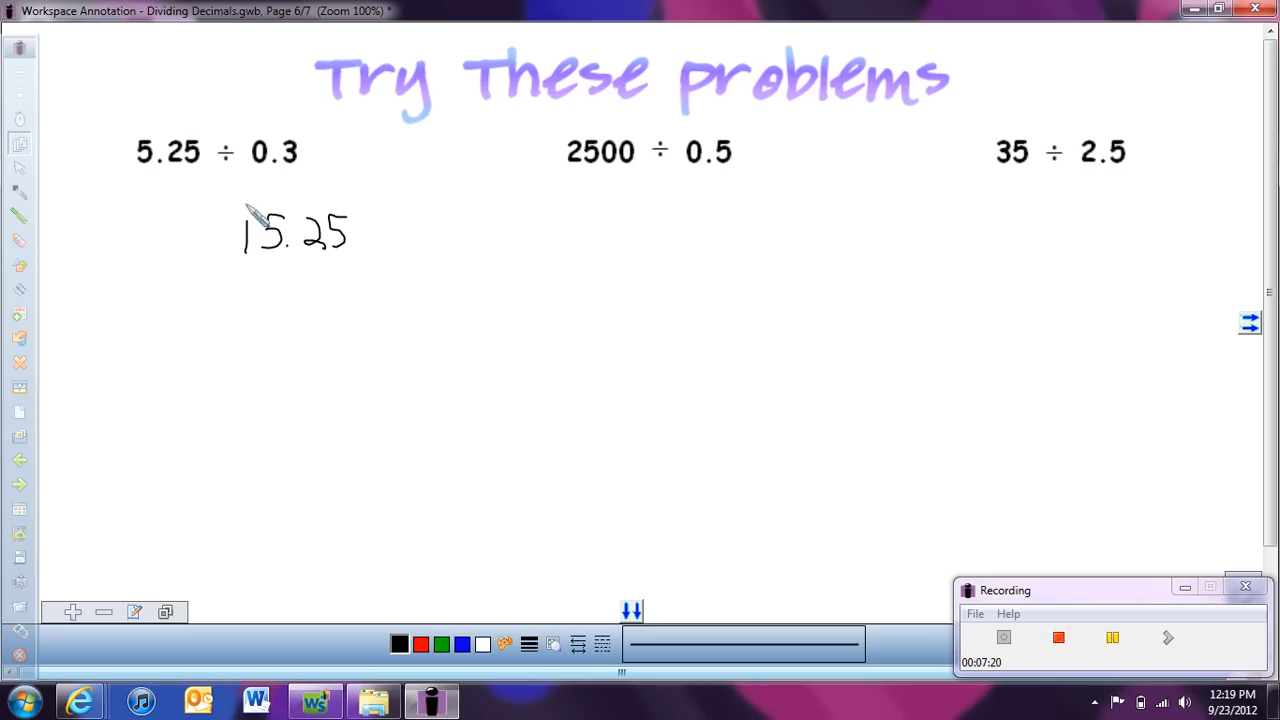 Workspace Annotation - Dividing Decimals.gwb, Page 6/7 (Zoom 100%) *
Try These problems
5.25 ÷ 0.3
2500 ÷ 0.5
35 ÷ 2.5
5.25
Recording
File Help
00:07:20
12:19 PM
9/23/2012